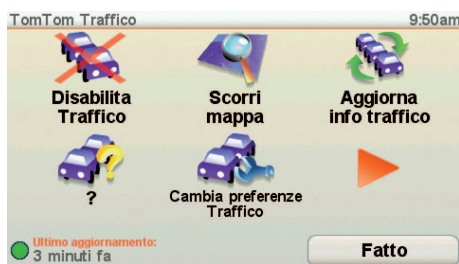 TomTom Traffico 9:50am
Disabilita
Traffico
Scorri
mappa
Aggiorna
info traffico
?
Cambia preferenze
Traffico
Ultimo aggiornamento:
3 minuti fa
Fatto